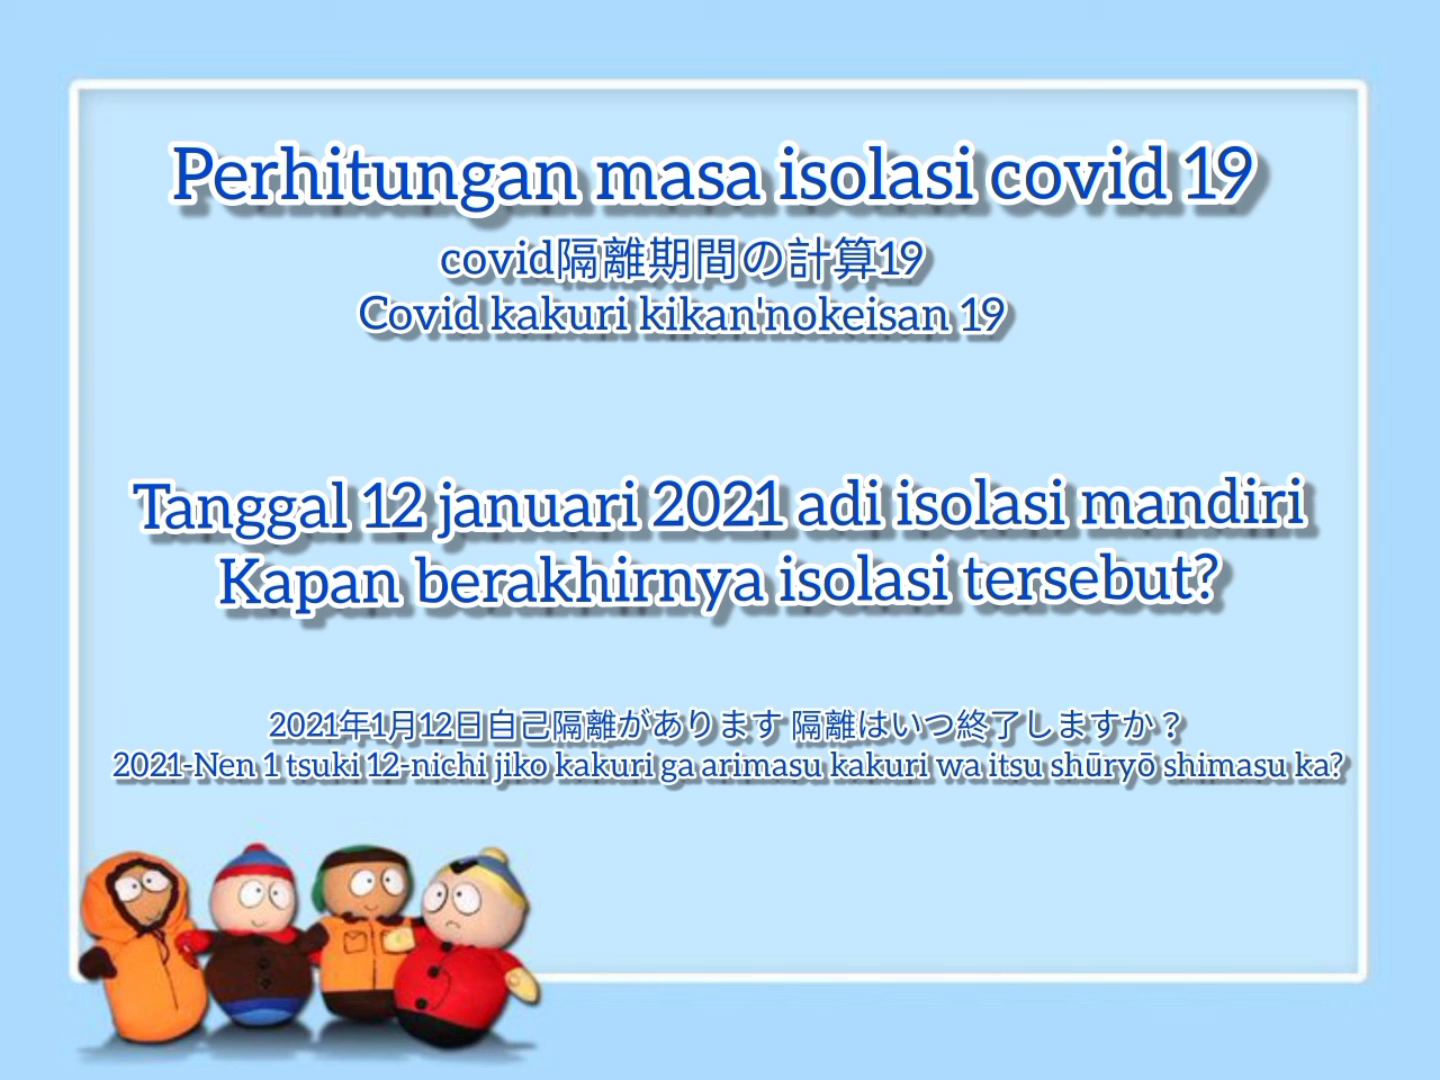 Perhitungan masa isolasi covid 19
covid隔離期間の計算19
Covid kakuri kikan'nokeisan 19
Tanggal 12 januari 2021 adi isolasi mandiri
Kapan berakhirnya isolasi tersebut?
2021年1月12日自己隔離があります 隔離はいつ終了しますか？
2021-Nen 1 tsuki 12-nichi jiko kakuri ga arimasu kakuri wa itsu shūryō shimasu ka?